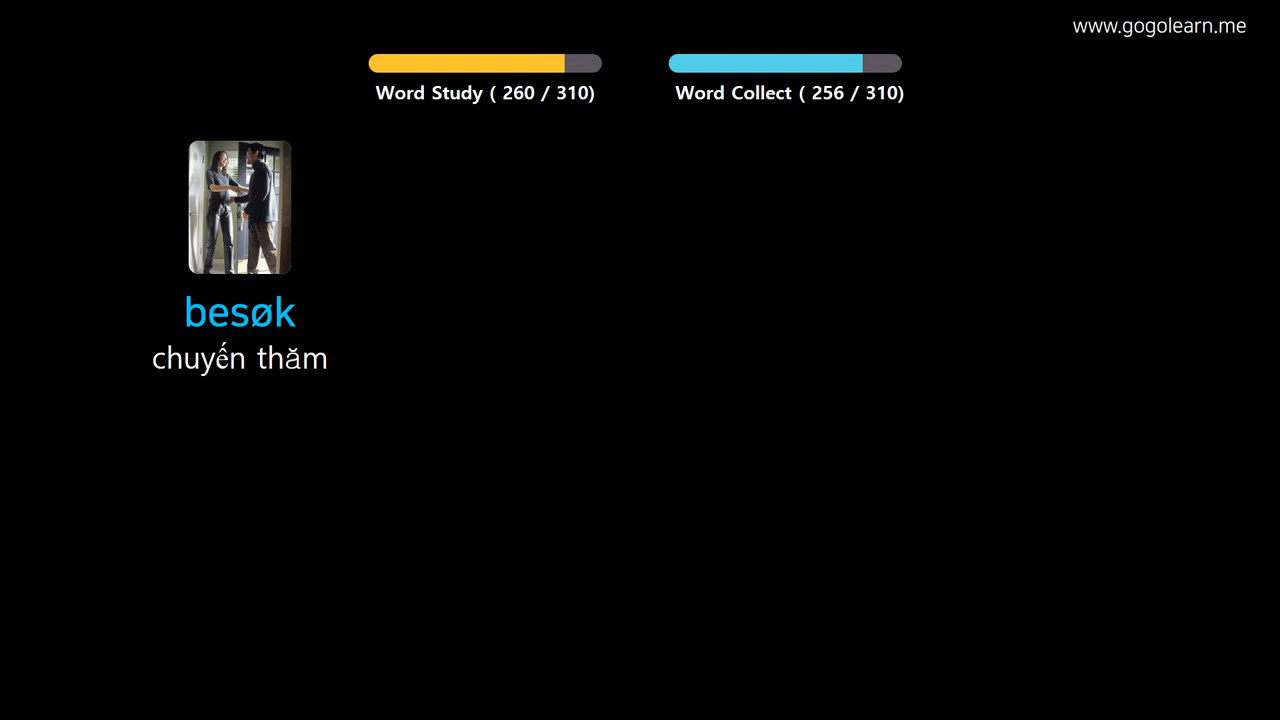 www.gogolearn.me
Word Study ( 260 / 310)
Word Collect ( 256 / 310)
besøk
chuyến thăm